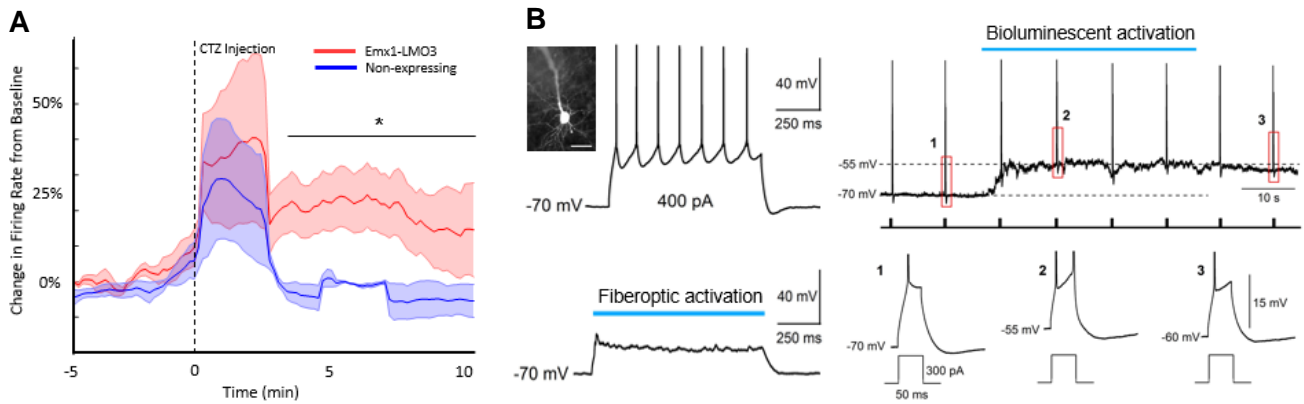 A
CTZ Injection
Emx1-LMO3
Non-expressing
*
Change in Firing Rate from Baseline
50%
25%
0%
-5
0
5
10
Time (min)
B
40 mV
250 ms
-70 mV
400 pA
Fiberoptic activation
40 mV
250 ms
-70 mV
Bioluminescent activation
1
2
3
-55 mV
-70 mV
10 s
1
2
3
15 mV
-70 mV
-55 mV
-60 mV
300 pA
50 ms